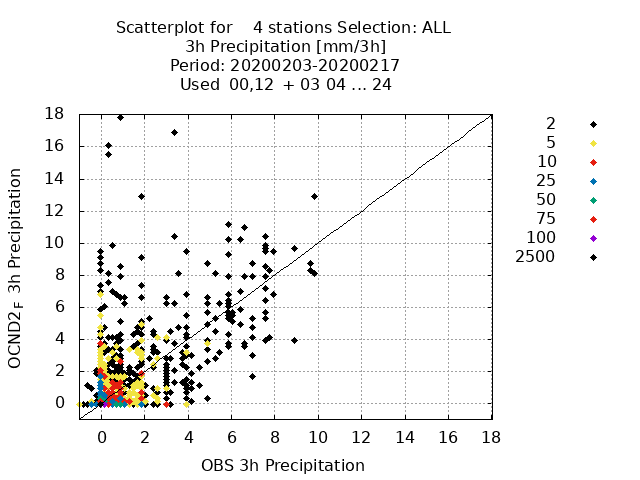 Scatterplot for 4 stations Selection: ALL
3h Precipitation [mm/3h]
Period: 20200203-20200217
Used 00,12 + 03 04 ... 24
18
16
14
12
10
8
6
4
2
0
OCND2_F 3h Precipitation
0 2 4 6 8 10 12 14 16 18
OBS 3h Precipitation
2
5
10
25
50
75
100
2500